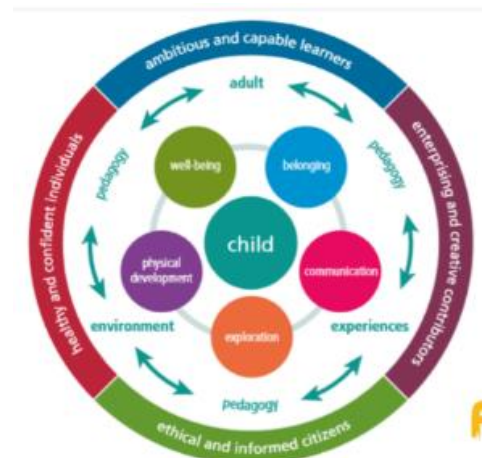 ambitious and capable learners
adult
healthy and confident individuals
enterprising and creative contributors
pedagogy
pedagogy
well-being
belonging
child
physical
development
communication
environment
exploration
experiences
pedagogy
ethical and informed citizens